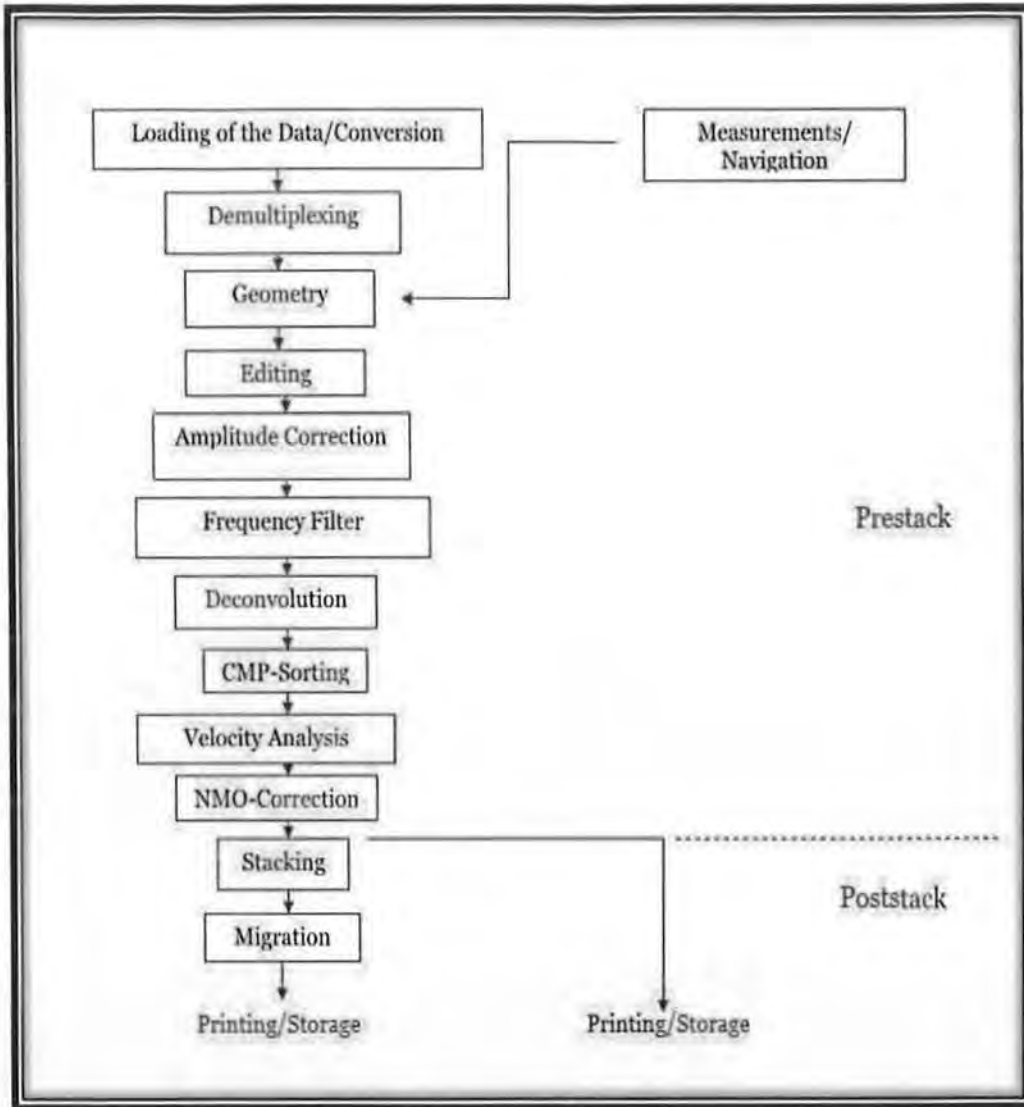 Loading of the Data/Conversion
Measurements/
Navigation
Demultiplexing
Geometry
Editing
Amplitude Correction
Frequency Filter
Prestack
Deconvolution
CMP-Sorting
Velocity Analysis
NMO-Correction
Stacking
Poststack
Migration
Printing/Storage
Printing/Storage